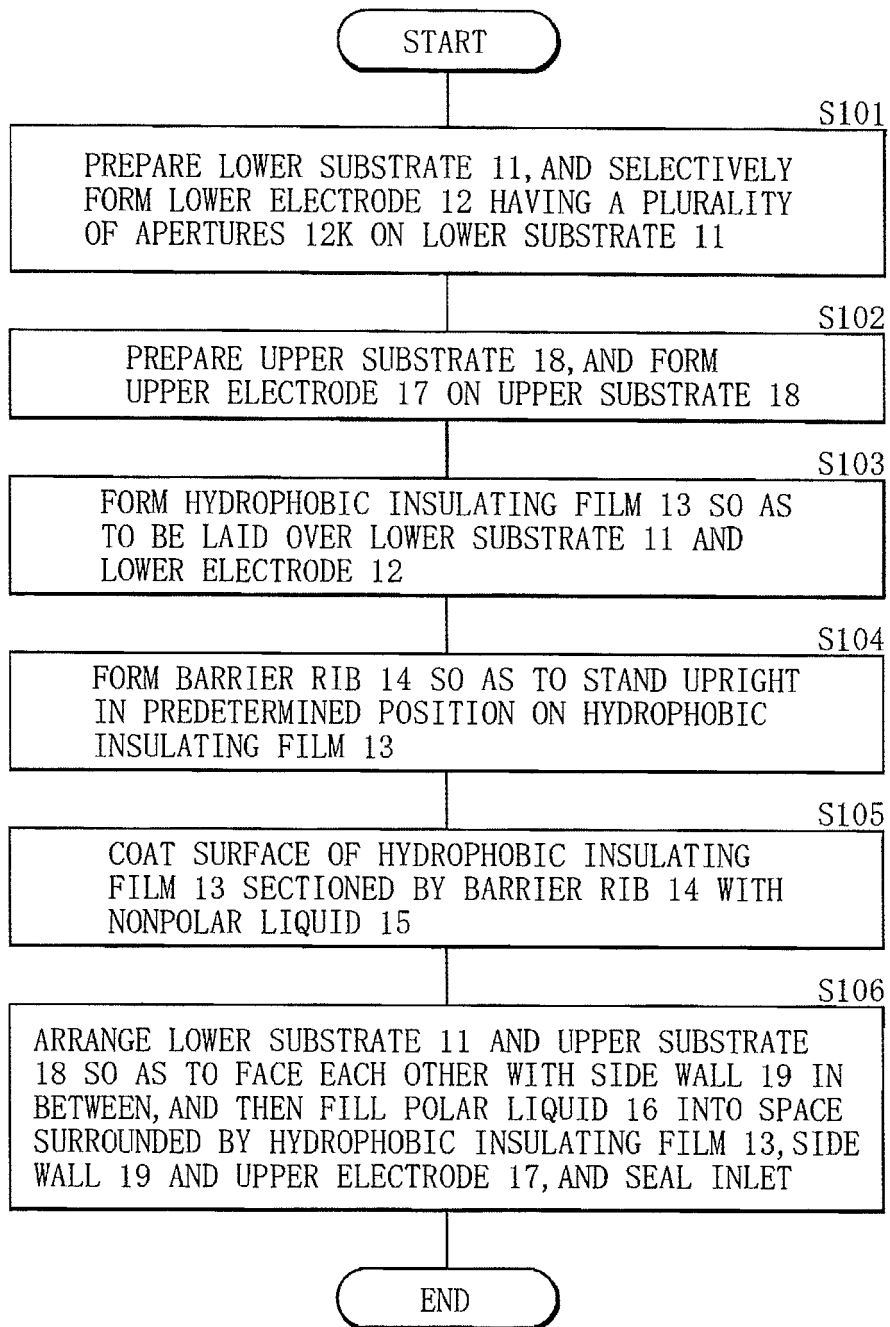 START
S101
PREPARE LOWER SUBSTRATE 11, AND SELECTIVELY
FORM LOWER ELECTRODE 12 HAVING A PLURALITY
OF APERTURES 12K ON LOWER SUBSTRATE 11
S102
PREPARE UPPER SUBSTRATE 18, AND FORM
UPPER ELECTRODE 17 ON UPPER SUBSTRATE 18
S103
FORM HYDROPHOBIC INSULATING FILM 13 SO AS
TO BE LAID OVER LOWER SUBSTRATE 11 AND
LOWER ELECTRODE 12
S104
FORM BARRIER RIB 14 SO AS TO STAND UPRIGHT
IN PREDETERMINED POSITION ON HYDROPHOBIC
INSULATING FILM 13
S105
COAT SURFACE OF HYDROPHOBIC INSULATING
FILM 13 SECTIONED BY BARRIER RIB 14 WITH
NONPOLAR LIQUID 15
S106
ARRANGE LOWER SUBSTRATE 11 AND UPPER SUBSTRATE
18 SO AS TO FACE EACH OTHER WITH SIDE WALL 19 IN
BETWEEN, AND THEN FILL POLAR LIQUID 16 INTO SPACE
SURROUNDED BY HYDROPHOBIC INSULATING FILM 13, SIDE
WALL 19 AND UPPER ELECTRODE 17, AND SEAL INLET
END